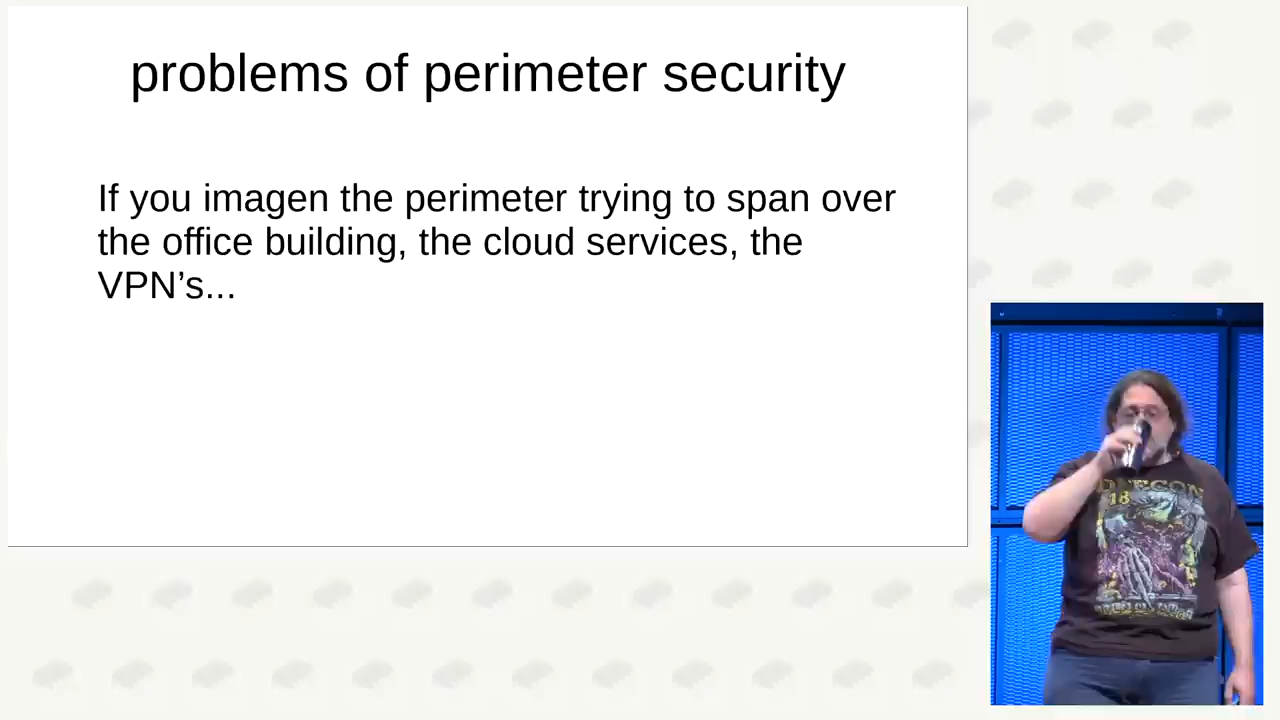 problems of perimeter security
If you imagen the perimeter trying to span over
the office building, the cloud services, the
VPN’s...
18